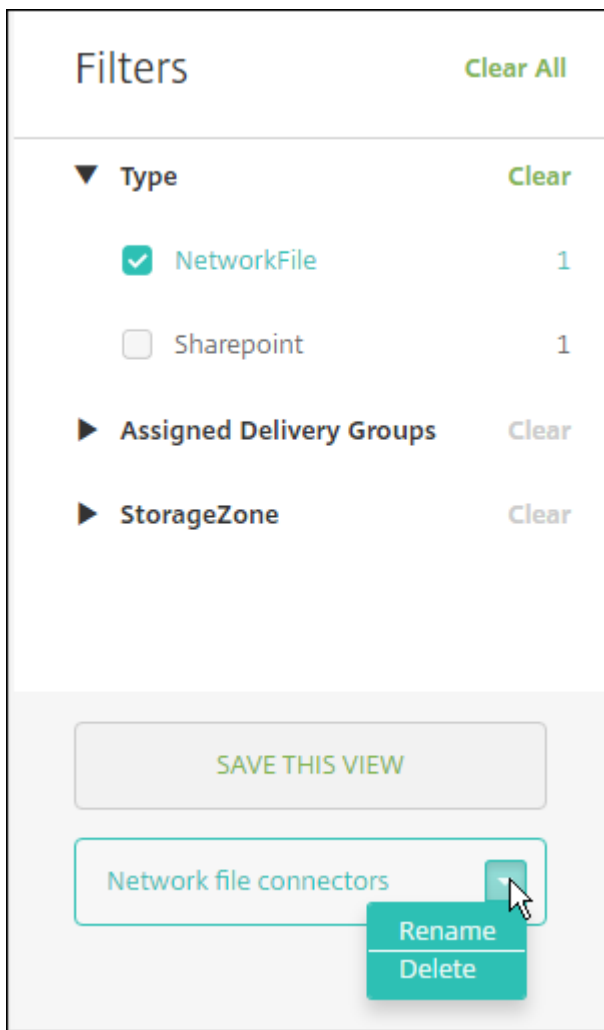 Filters Clear All
Type Clear
NetworkFile 1
Sharepoint 1
Assigned Delivery Groups Clear
StorageZone Clear
SAVE THIS VIEW
Network file connectors
Rename
Delete